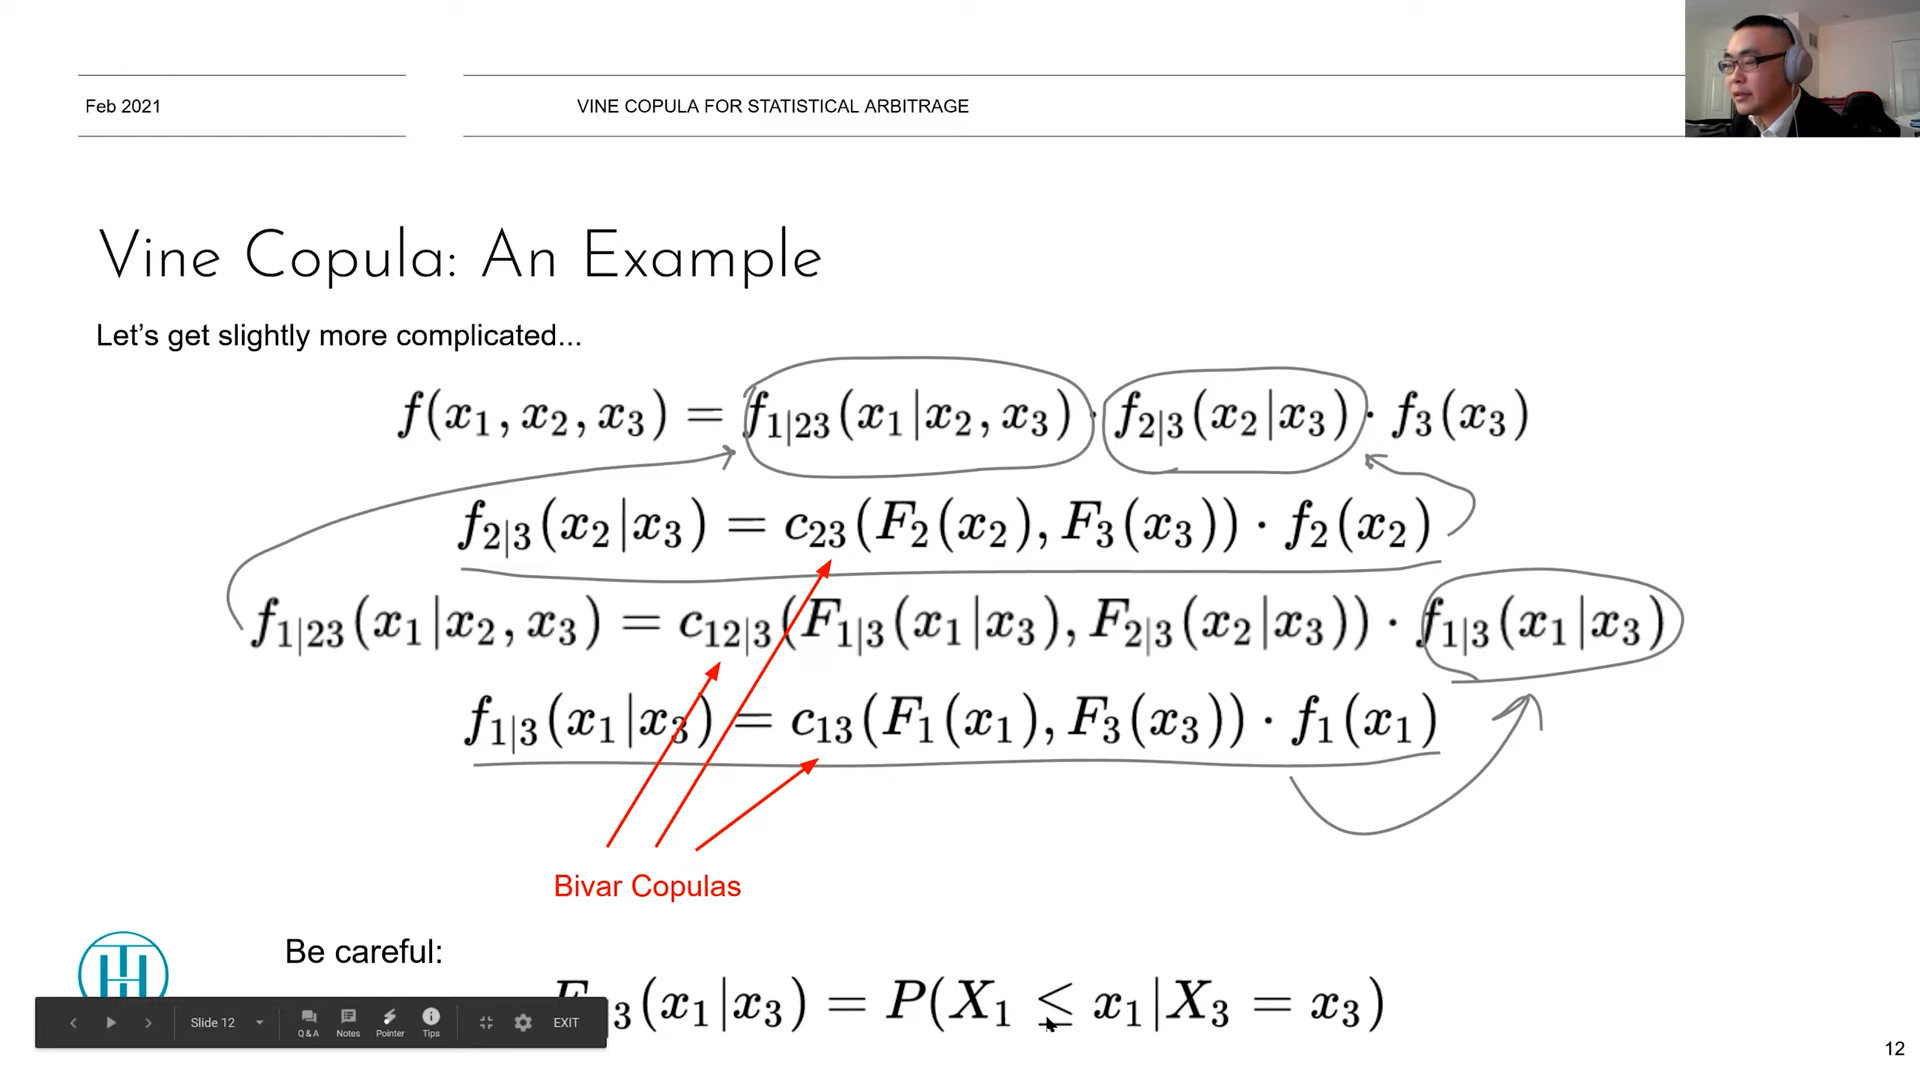 Feb 2021
VINE COPULA FOR STATISTICAL ARBITRAGE
Vine Copula: An Example
Let's get slightly more complicated...
f(x₁, x₂, x₃) = f₁|₂₃(x₁|x₂, x₃) · f₂|₃(x₂|x₃) · f₃(x₃)
f₂|₃(x₂|x₃) = c₂₃(F₂(x₂), F₃(x₃)) · f₂(x₂)
f₁|₂₃(x₁|x₂, x₃) = c₁₂|₃(F₁|₃(x₁|x₃), F₂|₃(x₂|x₃)) · f₁|₃(x₁|x₃)
f₁|₃(x₁|x₃) = c₁₃(F₁(x₁), F₃(x₃)) · f₁(x₁)
Bivar Copulas
Be careful:
₃(x₁|x₃) = P(X₁ ≤ x₁|X₃ = x₃)
Slide 12
Q&A
Notes
Pointer
Tips
EXIT
12